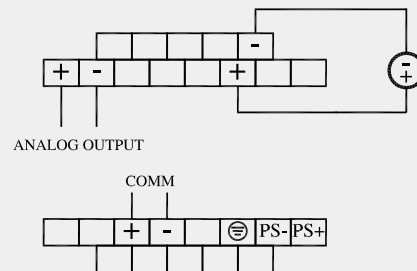 -
+ - +
-
+
ANALOG OUTPUT
COMM
+ - PS- PS+